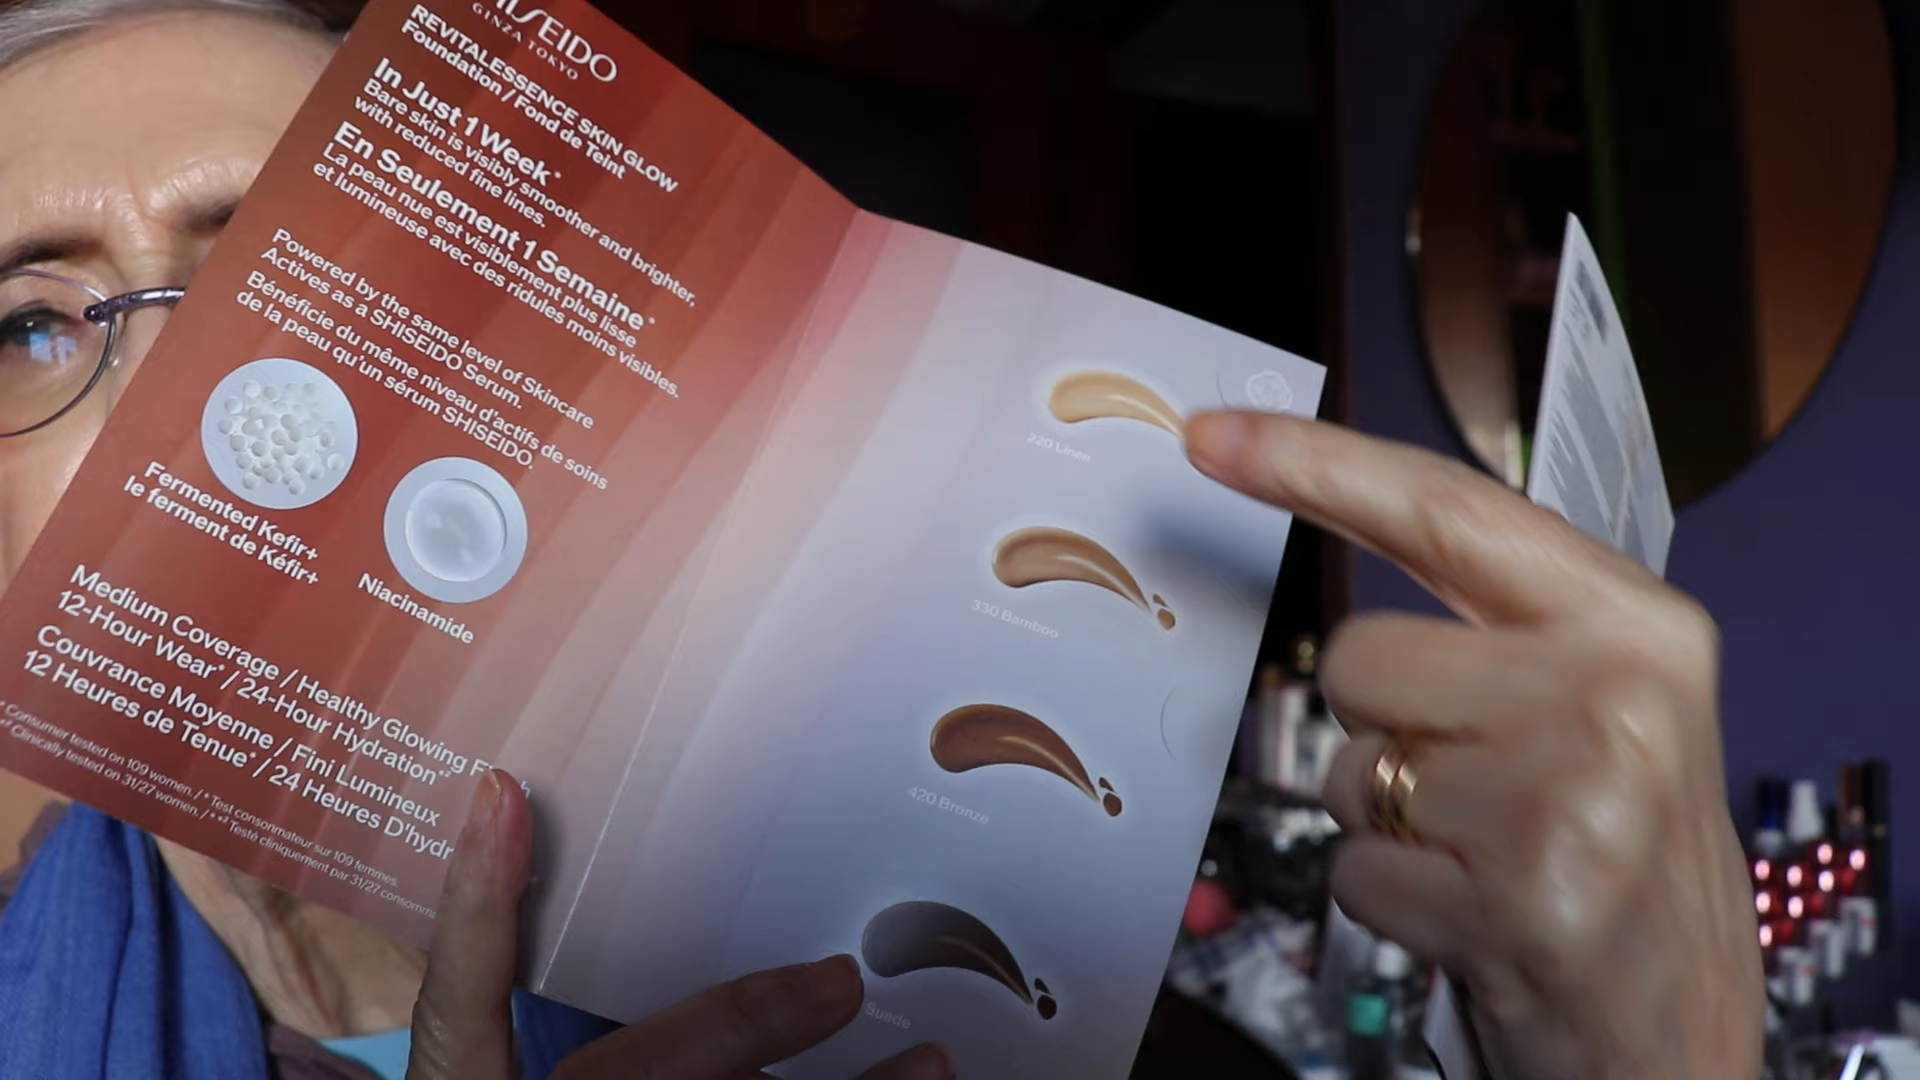 SHISEIDO
GINZA TOKYO
REVITALESSENCE SKIN GLOW
Foundation / Fond de Teint
In Just 1 Week*
Bare skin is visibly smoother and brighter,
with reduced fine lines.
En Seulement 1 Semaine*
La peau nue est visiblement plus lisse
et lumineuse avec des ridules moins visibles.
Powered by the same level of Skincare
Actives as a SHISEIDO Serum.
Bénéficie du même niveau d'actifs de soins
de la peau qu'un sérum SHISEIDO.
Fermented Kefir+
le ferment de Kéfir+
Niacinamide
Medium Coverage / Healthy Glowing
12-Hour Wear* / 24-Hour Hydration**
Couvrance Moyenne / Fini Lumineux
12 Heures de Tenue* / 24 Heures D'hydr
* Consumer tested on 109 women. / * Test consommateur sur 109 femmes.
** Clinically tested on 31/27 women. / ** Testé cliniquement par 31/27 consomma
220 Linen
330 Bamboo
420 Bronze
Suede